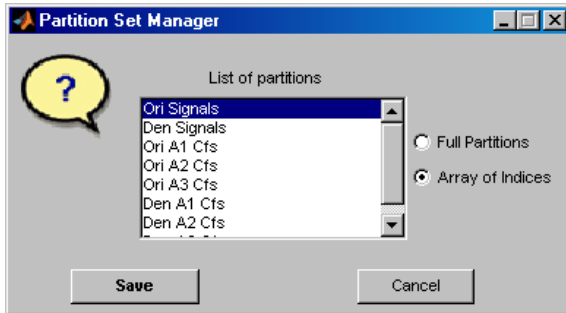 Partition Set Manager
?
List of partitions
Ori Signals
Den Signals
Ori A1 Cfs
Ori A2 Cfs
Ori A3 Cfs
Den A1 Cfs
Den A2 Cfs
Full Partitions
Array of Indices
Save
Cancel